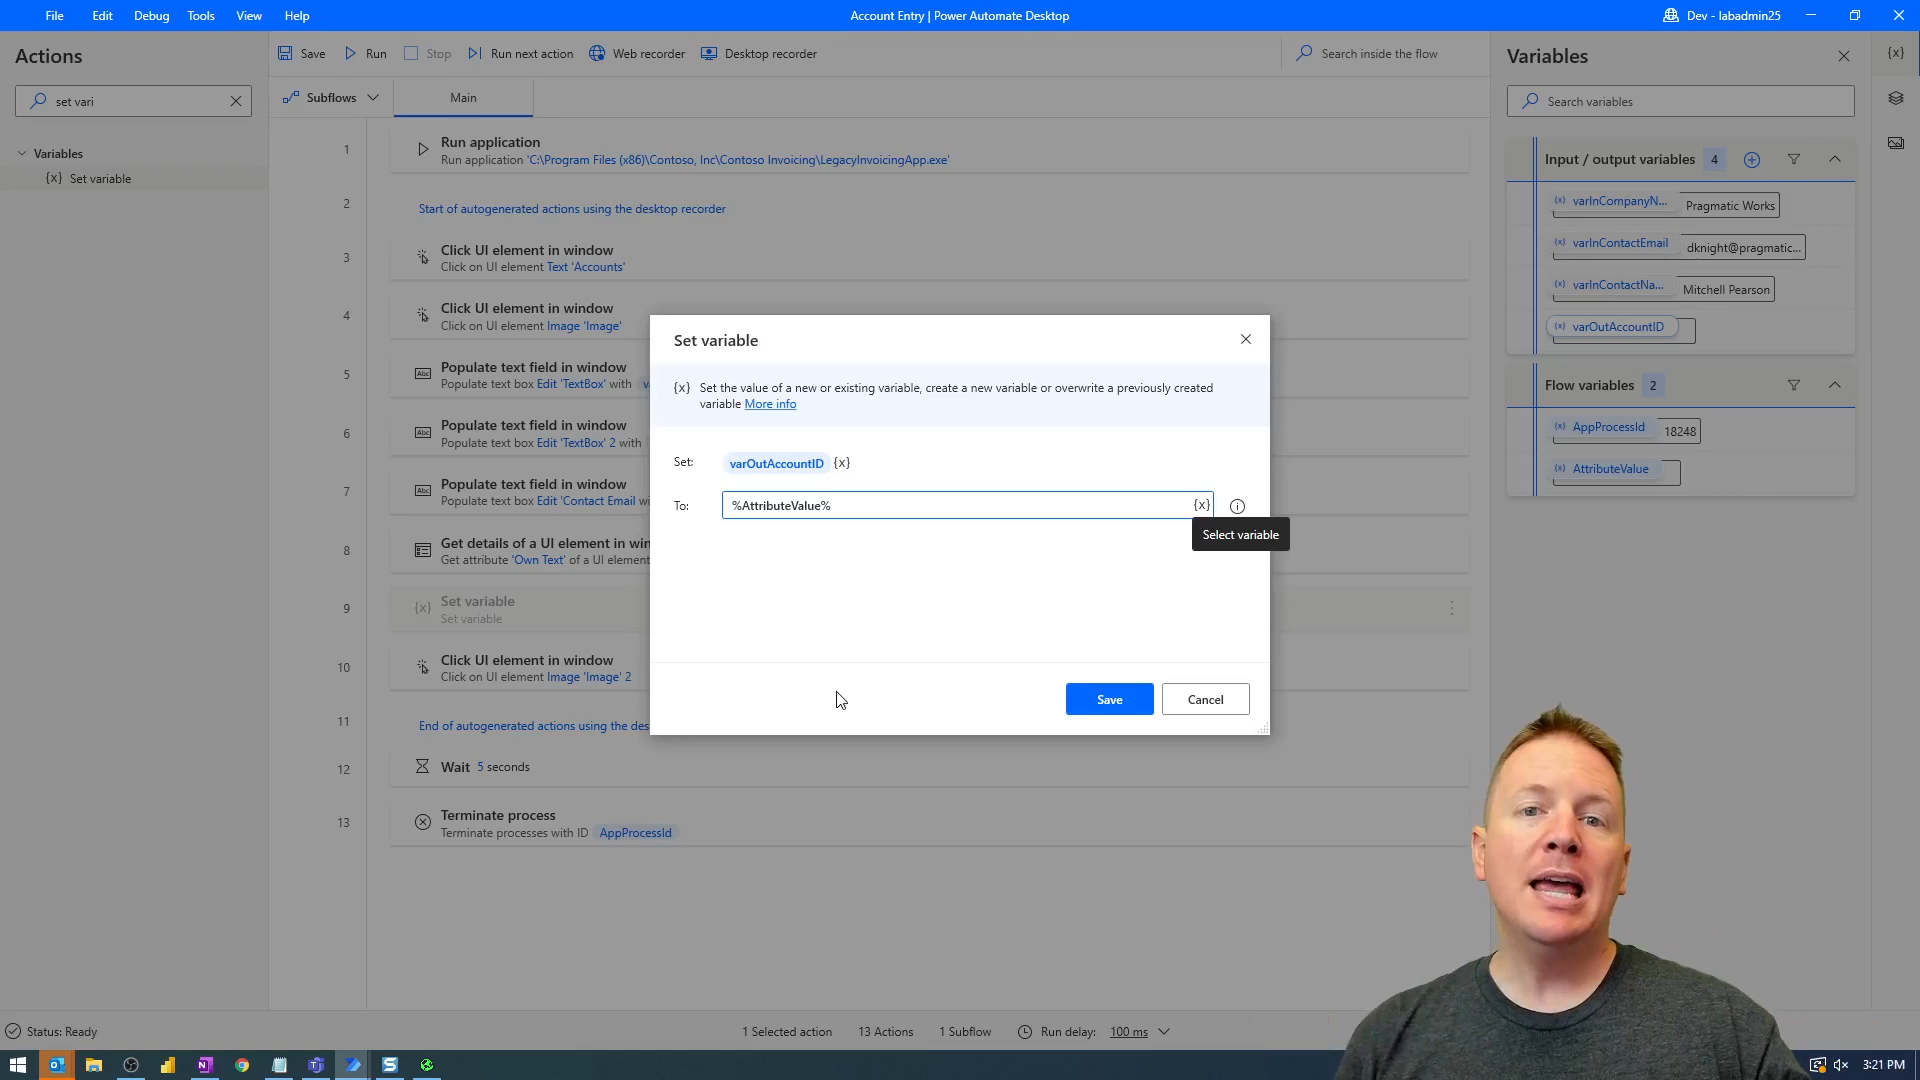 File Edit Debug Tools View Help
Account Entry | Power Automate Desktop
Dev - labadmin25
Actions
set vari
Variables
{x} Set variable
Save Run Stop Run next action Web recorder Desktop recorder
Search inside the flow
Subflows
Main
1
Run application
Run application 'C:\Program Files (x86)\Contoso, Inc\Contoso Invoicing\LegacyInvoicingApp.exe'
2
Start of autogenerated actions using the desktop recorder
3
Click UI element in window
Click on UI element Text 'Accounts'
4
Click UI element in window
Click on UI element Image 'Image'
5
Populate text field in window
Populate text box Edit 'TextBox' with
6
Populate text field in window
Populate text box Edit 'TextBox' 2 with
7
Populate text field in window
Populate text box Edit 'Contact Email
8
Get details of a UI element in win
Get attribute 'Own Text' of a UI element
9
{x} Set variable
Set variable
10
Click UI element in window
Click on UI element Image 'Image' 2
11
End of autogenerated actions using the des
12
Wait 5 seconds
13
Terminate process
Terminate processes with ID AppProcessId
Set variable
{x} Set the value of a new or existing variable, create a new variable or overwrite a previously created
variable More info
Set: varOutAccountID {x}
To: %AttributeValue% {x}
Select variable
Save Cancel
Variables
{x}
Search variables
Input / output variables 4
{x} varInCompanyN... Pragmatic Works
{x} varInContactEmail dknight@pragmatic...
{x} varInContactNa... Mitchell Pearson
{x} varOutAccountID
Flow variables 2
{x} AppProcessId 18248
{x} AttributeValue
Status: Ready
1 Selected action 13 Actions 1 Subflow Run delay: 100 ms
3:21 PM